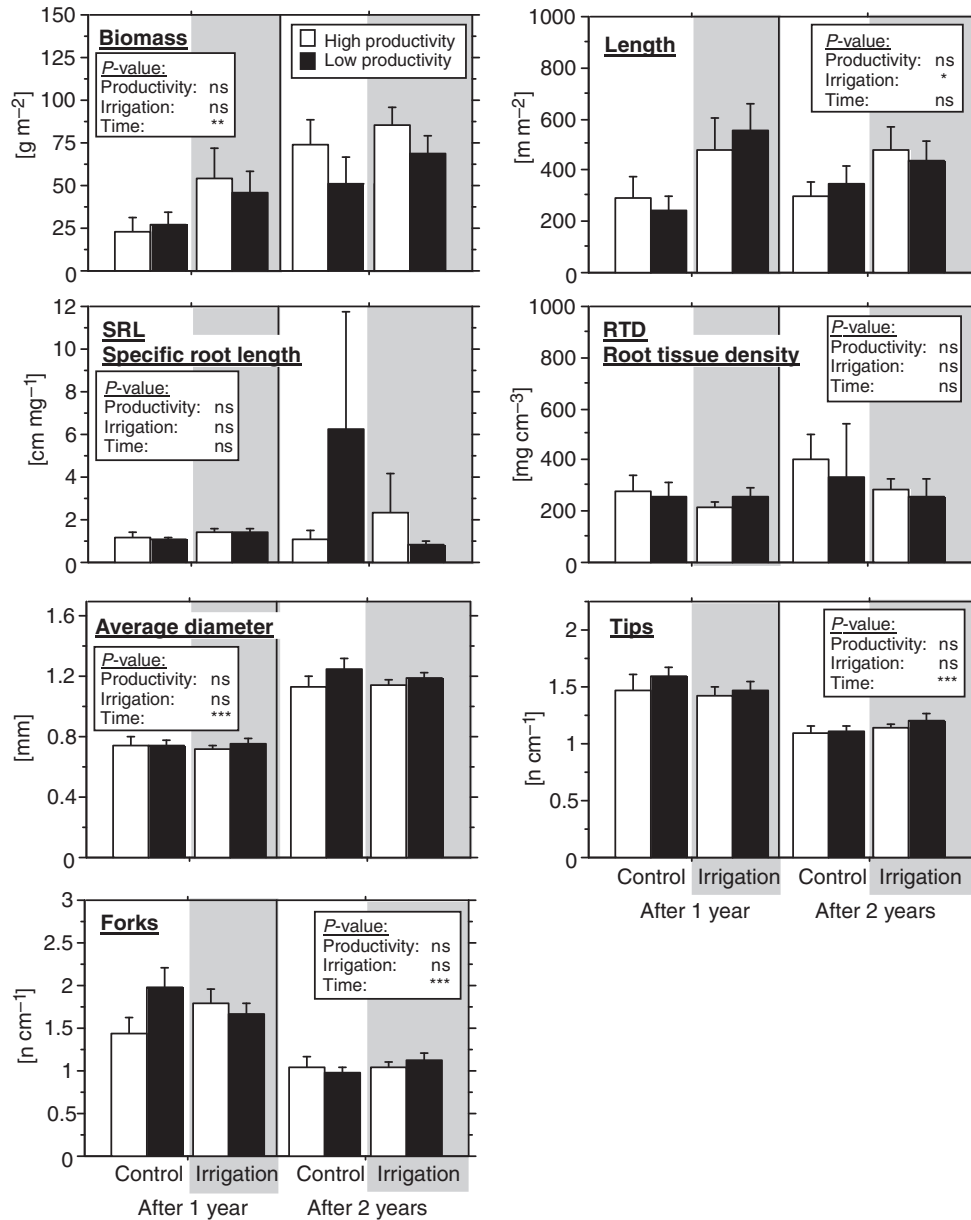 Biomass
P-value:
Productivity: ns
Irrigation: ns
Time: **
High productivity
Low productivity
[g m−2]
150
125
100
75
50
25
0
Length
P-value:
Productivity: ns
Irrigation: *
Time: ns
[m m−2]
1000
800
600
400
200
0
SRL
Specific root length
P-value:
Productivity: ns
Irrigation: ns
Time: ns
[cm mg−1]
12
10
8
6
4
2
0
RTD
Root tissue density
P-value:
Productivity: ns
Irrigation: ns
Time: ns
[mg cm−3]
1000
800
600
400
200
0
Average diameter
P-value:
Productivity: ns
Irrigation: ns
Time: ***
[mm]
1.6
1.2
0.8
0.4
0
Tips
P-value:
Productivity: ns
Irrigation: ns
Time: ***
[n cm−1]
2
1.5
1
0.5
0
Control Irrigation Control Irrigation
After 1 year After 2 years
Forks
P-value:
Productivity: ns
Irrigation: ns
Time: ***
[n cm−1]
3
2.5
2
1.5
1
0.5
0
Control Irrigation Control Irrigation
After 1 year After 2 years